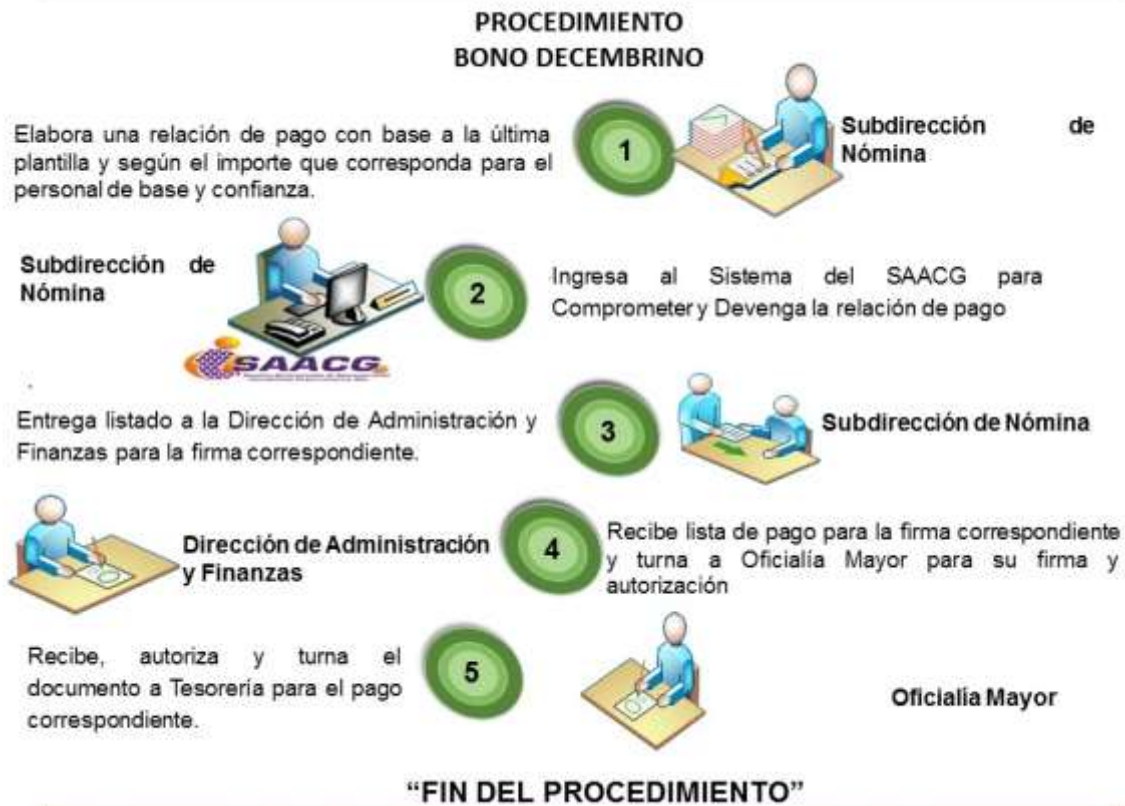 PROCEDIMIENTO
BONO DECEMBRINO
Elabora una relación de pago con base a la última
plantilla y según el importe que corresponda para el
personal de base y confianza.
1
Subdirección de
Nómina
Subdirección de
Nómina
2
Ingresa al Sistema del SAACG para
Comprometer y Devenga la relación de pago
SAACG
Entrega listado a la Dirección de Administración y
Finanzas para la firma correspondiente.
3
Subdirección de Nómina
Dirección de Administración
y Finanzas
4
Recibe lista de pago para la firma correspondiente
y turna a Oficialía Mayor para su firma y
autorización
Recibe, autoriza y turna el
documento a Tesorería para el pago
correspondiente.
5
Oficialía Mayor
“FIN DEL PROCEDIMIENTO”